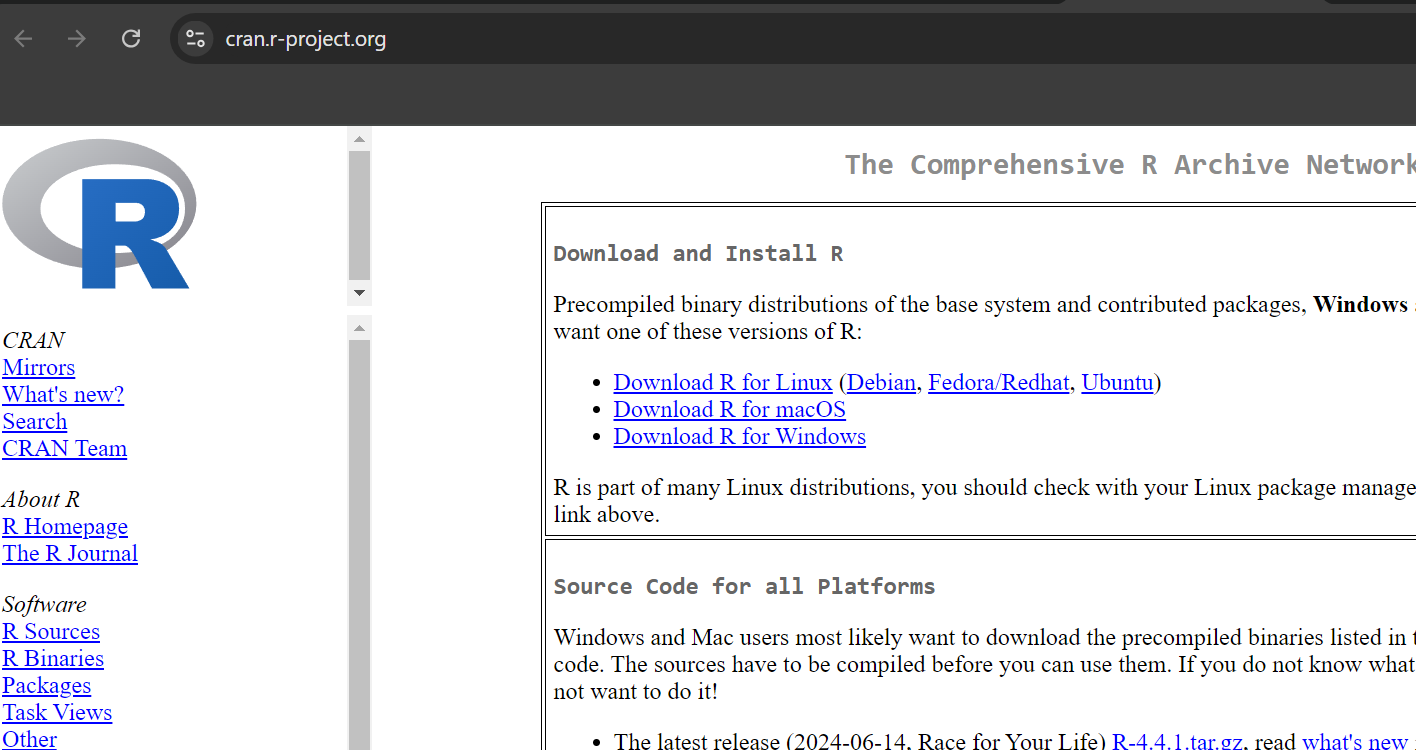 cran.r-project.org
R
CRAN
Mirrors
What's new?
Search
CRAN Team
About R
R Homepage
The R Journal
Software
R Sources
R Binaries
Packages
Task Views
Other
The Comprehensive R Archive Network
Download and Install R
Precompiled binary distributions of the base system and contributed packages, Windows
want one of these versions of R:
• Download R for Linux (Debian, Fedora/Redhat, Ubuntu)
• Download R for macOS
• Download R for Windows
R is part of many Linux distributions, you should check with your Linux package manage
link above.
Source Code for all Platforms
Windows and Mac users most likely want to download the precompiled binaries listed in
code. The sources have to be compiled before you can use them. If you do not know what
not want to do it!
• The latest release (2024-06-14, Race for Your Life) R-4.4.1.tar.gz, read what's new